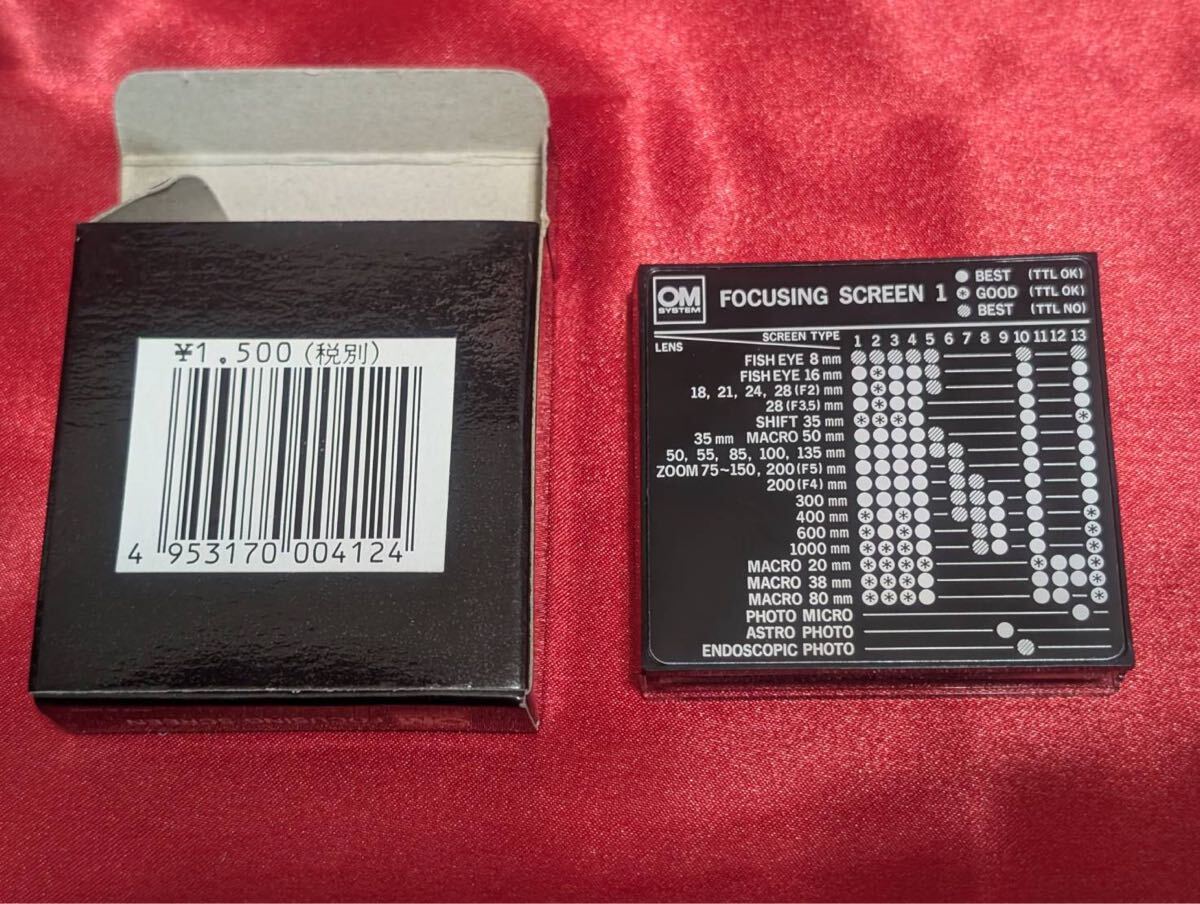 ¥1,500(税別)
4 953170 004124
OM
SYSTEM
FOCUSING SCREEN 1
BEST (TTL OK)
GOOD (TTL OK)
BEST (TTL NO)
SCREEN TYPE
LENS
1 2 3 4 5 6 7 8 9 10 11 12 13
FISH EYE 8 mm
FISH EYE 16 mm
18, 21, 24, 28 (F2) mm
28 (F3.5) mm
SHIFT 35 mm
35 mm MACRO 50 mm
50, 55, 85, 100, 135 mm
ZOOM 75~150, 200 (F5) mm
200 (F4) mm
300 mm
400 mm
600 mm
1000 mm
MACRO 20 mm
MACRO 38 mm
MACRO 80 mm
PHOTO MICRO
ASTRO PHOTO
ENDOSCOPIC PHOTO